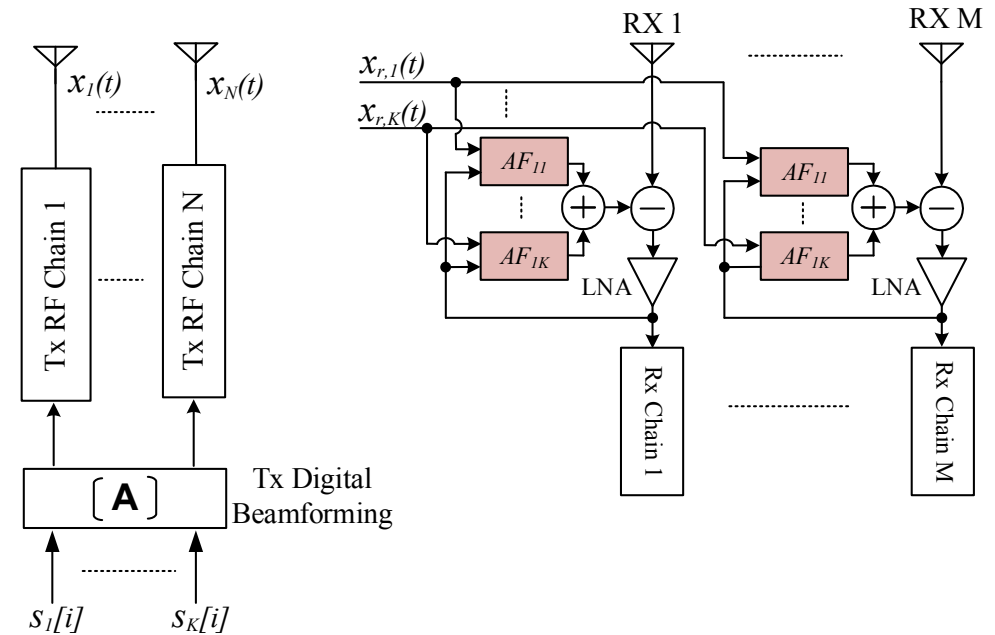 x1(t)
xN(t)
Tx RF Chain 1
Tx RF Chain N
[A]
Tx Digital
Beamforming
s1[i]
sK[i]
RX 1
RX M
xr,1(t)
xr,K(t)
AF11
+
−
AF1K
LNA
Rx Chain 1
AF11
+
−
AF1K
LNA
Rx Chain M